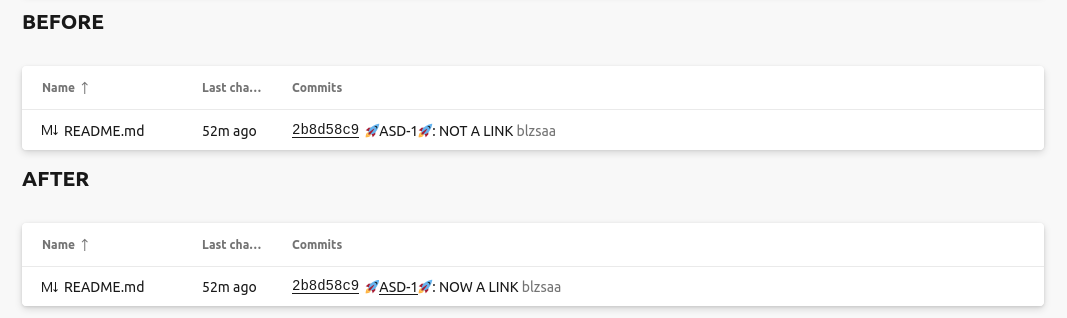 BEFORE
Name ↑ Last cha... Commits
M↓ README.md 52m ago 2b8d58c9 🚀ASD-1🚀: NOT A LINK blzsaa
AFTER
Name ↑ Last cha... Commits
M↓ README.md 52m ago 2b8d58c9 🚀ASD-1🚀: NOW A LINK blzsaa